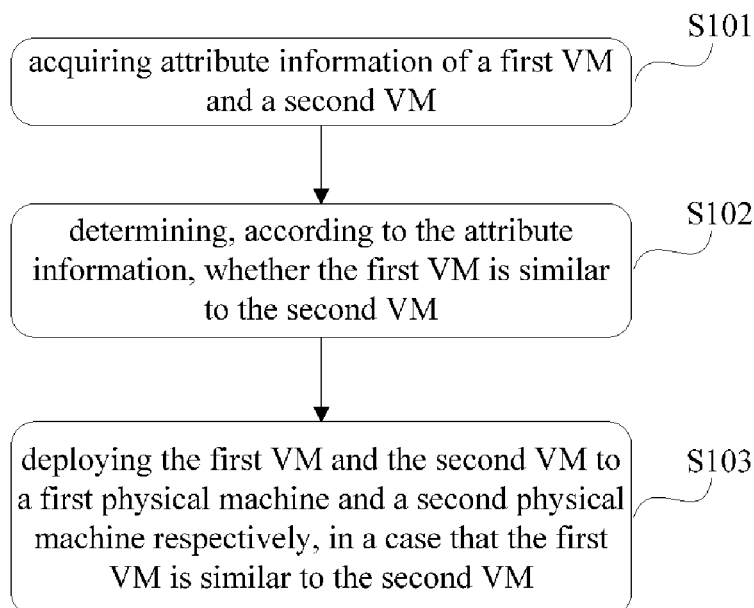 S101
acquiring attribute information of a first VM
and a second VM
S102
determining, according to the attribute
information, whether the first VM is similar
to the second VM
S103
deploying the first VM and the second VM to
a first physical machine and a second physical
machine respectively, in a case that the first
VM is similar to the second VM